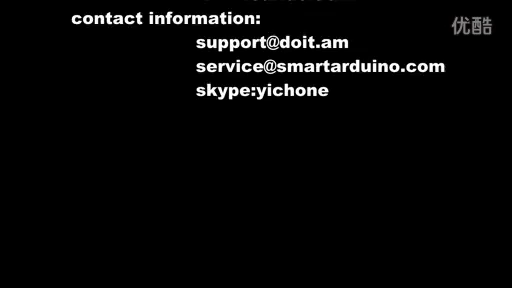 contact information:
优酷
support@doit.am
service@smartarduino.com
skype:yichone